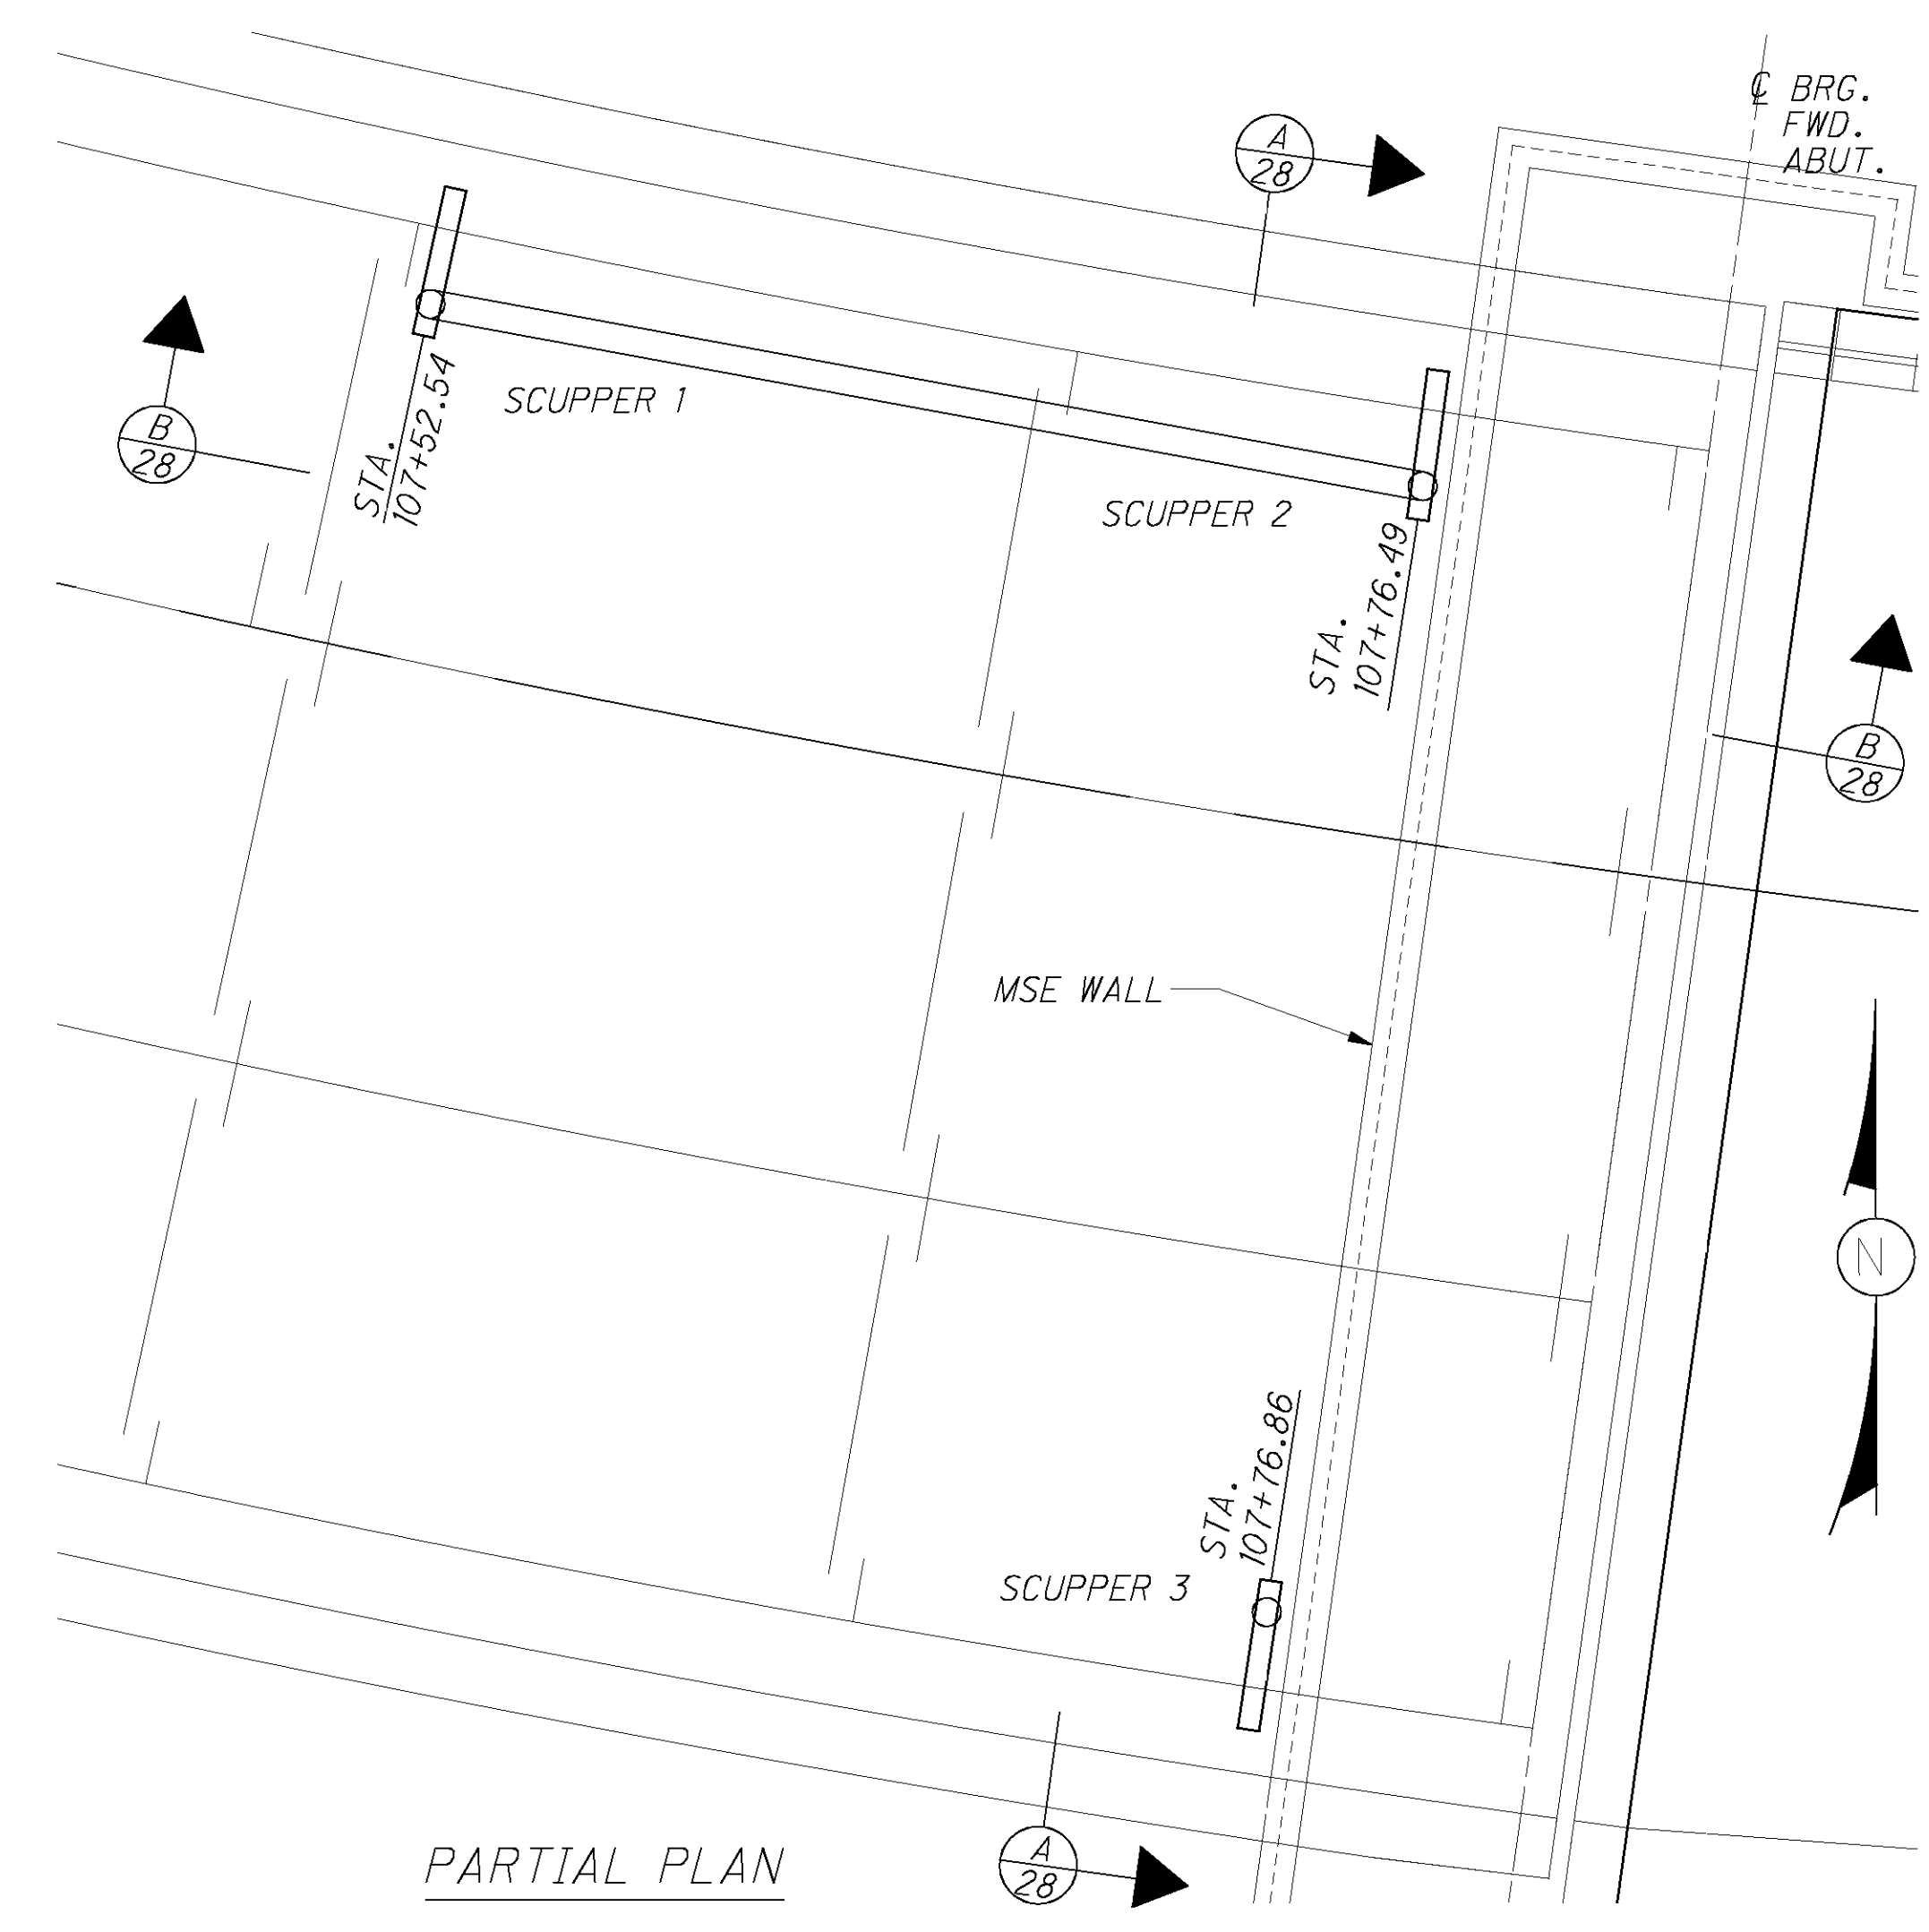 ℄ BRG.
FWD.
ABUT.
A
28
B
28
STA.
107+52.54
SCUPPER 1
SCUPPER 2
STA.
107+76.49
B
28
MSE WALL
N
STA.
107+76.86
SCUPPER 3
A
28
PARTIAL PLAN